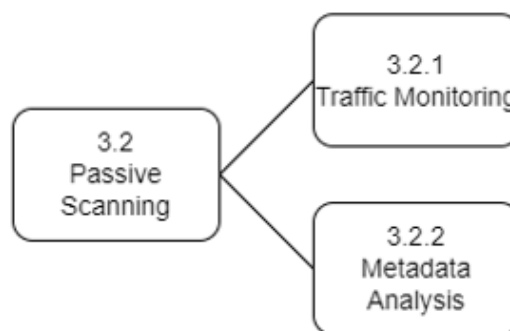 3.2
Passive
Scanning
3.2.1
Traffic Monitoring
3.2.2
Metadata
Analysis